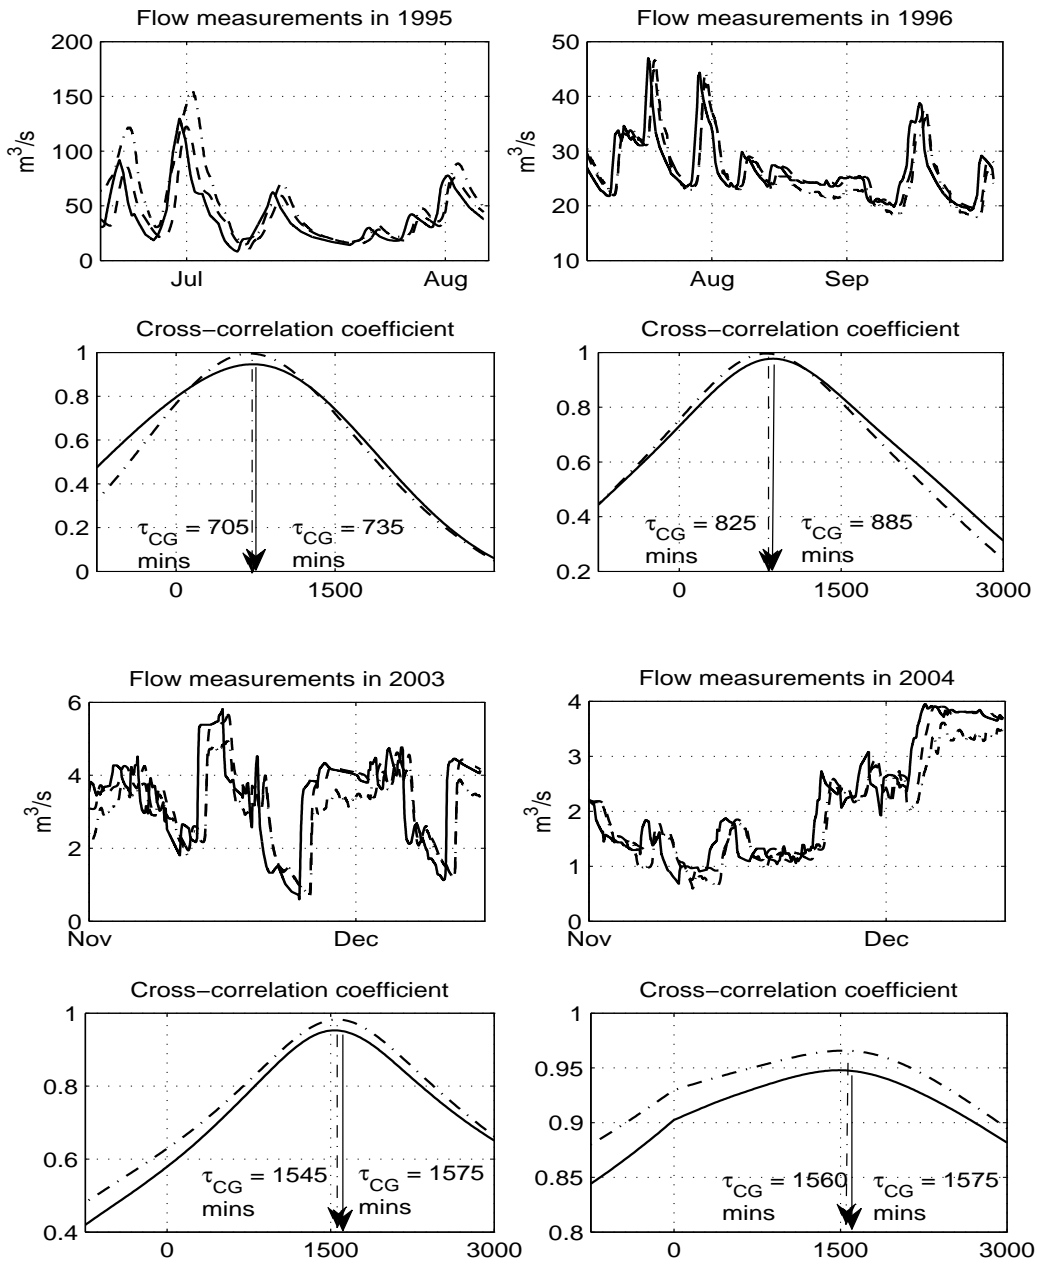 Flow measurements in 1995
Flow measurements in 1996
200
150
100
50
0
m³/s
Jul
Aug
50
40
30
20
10
m³/s
Aug
Sep
Cross−correlation coefficient
Cross−correlation coefficient
1
0.8
0.6
0.4
0.2
0
τCG = 705
mins
τCG = 735
mins
0
1500
1
0.8
0.6
0.4
0.2
τCG = 825
mins
τCG = 885
mins
0
1500
3000
Flow measurements in 2003
Flow measurements in 2004
6
4
2
0
m³/s
Nov
Dec
4
3
2
1
0
m³/s
Nov
Dec
Cross−correlation coefficient
Cross−correlation coefficient
1
0.8
0.6
0.4
τCG = 1545
mins
τCG = 1575
mins
0
1500
3000
1
0.95
0.9
0.85
0.8
τCG = 1560
mins
τCG = 1575
mins
0
1500
3000